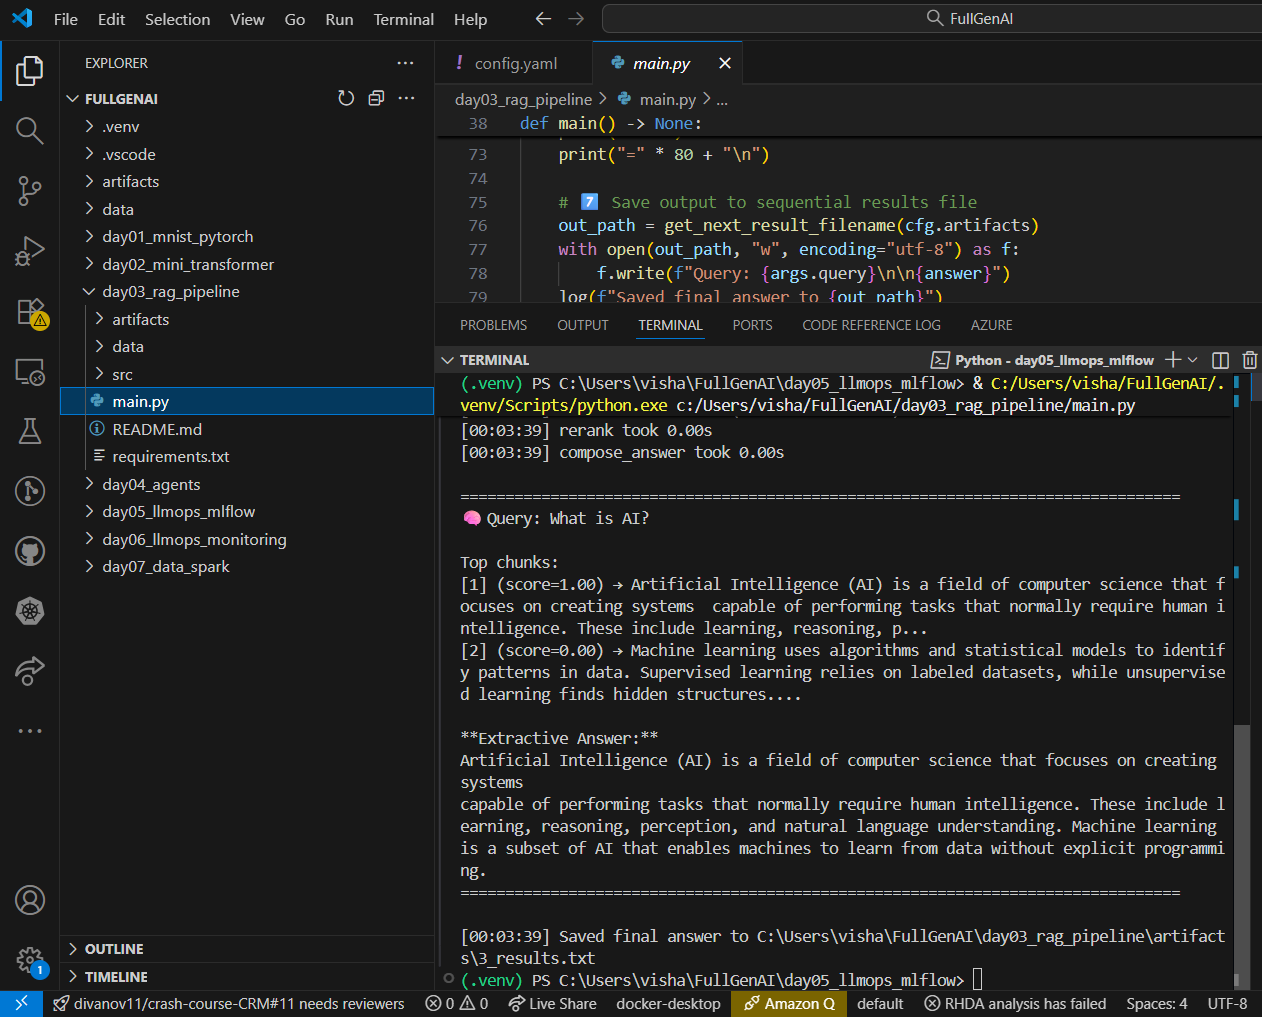 File Edit Selection View Go Run Terminal Help
FullGenAI
EXPLORER
FULLGENAI
.venv
.vscode
artifacts
data
day01_mnist_pytorch
day02_mini_transformer
day03_rag_pipeline
artifacts
data
src
main.py
README.md
requirements.txt
day04_agents
day05_llmops_mlflow
day06_llmops_monitoring
day07_data_spark
OUTLINE
TIMELINE
config.yaml
main.py
day03_rag_pipeline > main.py > ...
38 def main() -> None:
73 print("=" * 80 + "\n")
74
75 # 7️⃣ Save output to sequential results file
76 out_path = get_next_result_filename(cfg.artifacts)
77 with open(out_path, "w", encoding="utf-8") as f:
78 f.write(f"Query: {args.query}\n\n{answer}")
79 log(f"Saved final answer to {out_path}")
PROBLEMS OUTPUT TERMINAL PORTS CODE REFERENCE LOG AZURE
TERMINAL
Python - day05_llmops_mlflow
(.venv) PS C:\Users\visha\FullGenAI\day05_llmops_mlflow> & C:/Users/visha/FullGenAI/.
venv/Scripts/python.exe c:/Users/visha/FullGenAI/day03_rag_pipeline/main.py
[00:03:39] rerank took 0.00s
[00:03:39] compose_answer took 0.00s
================================================================================
🧠 Query: What is AI?
Top chunks:
[1] (score=1.00) → Artificial Intelligence (AI) is a field of computer science that f
ocuses on creating systems  capable of performing tasks that normally require human i
ntelligence. These include learning, reasoning, p...
[2] (score=0.00) → Machine learning uses algorithms and statistical models to identif
y patterns in data. Supervised learning relies on labeled datasets, while unsupervise
d learning finds hidden structures....
**Extractive Answer:**
Artificial Intelligence (AI) is a field of computer science that focuses on creating
systems
capable of performing tasks that normally require human intelligence. These include l
earning, reasoning, perception, and natural language understanding. Machine learning
is a subset of AI that enables machines to learn from data without explicit programmi
ng.
================================================================================
[00:03:39] Saved final answer to C:\Users\visha\FullGenAI\day03_rag_pipeline\artifact
s\3_results.txt
(.venv) PS C:\Users\visha\FullGenAI\day05_llmops_mlflow>
1
divanov11/crash-course-CRM#11 needs reviewers 0 0 Live Share docker-desktop Amazon Q default RHDA analysis has failed Spaces: 4 UTF-8